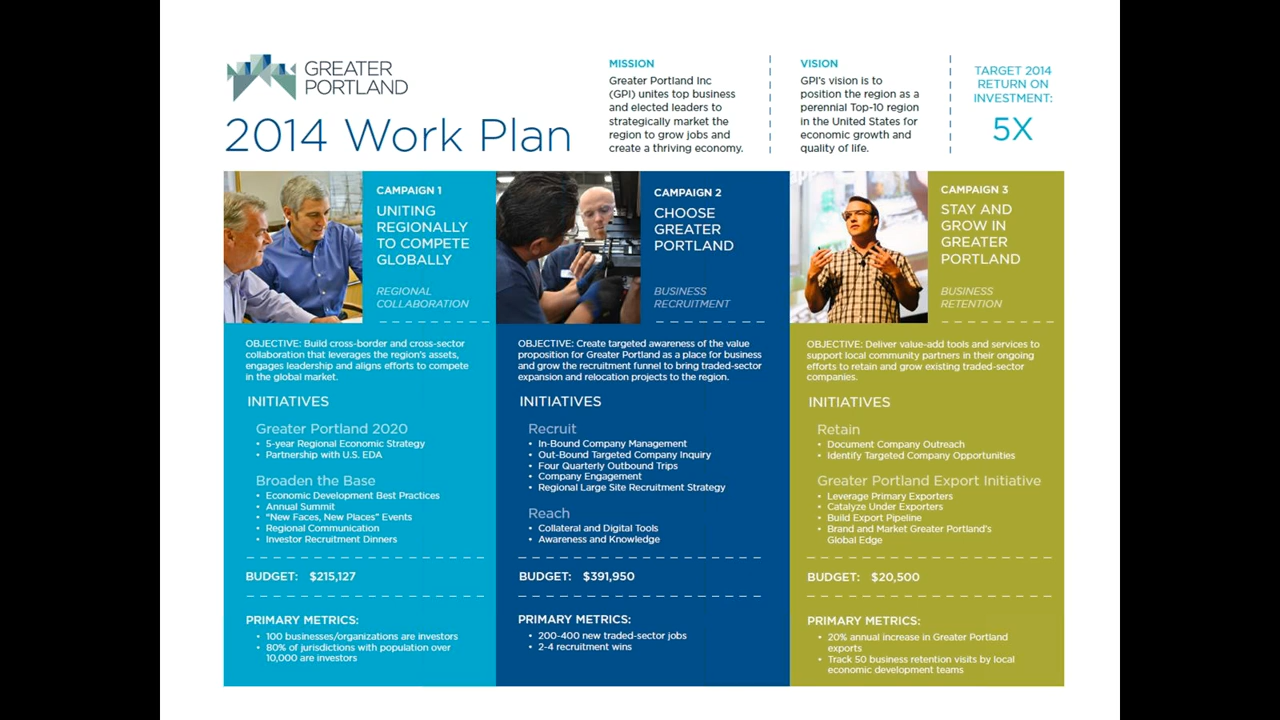 GREATER
PORTLAND
2014 Work Plan
MISSION
Greater Portland Inc
(GPI) unites top business
and elected leaders to
strategically market the
region to grow jobs and
create a thriving economy.
VISION
GPI's vision is to
position the region as a
perennial Top-10 region
in the United States for
economic growth and
quality of life.
TARGET 2014
RETURN ON
INVESTMENT:
5X
CAMPAIGN 1
UNITING
REGIONALLY
TO COMPETE
GLOBALLY
REGIONAL
COLLABORATION
OBJECTIVE: Build cross-border and cross-sector
collaboration that leverages the region's assets,
engages leadership and aligns efforts to compete
in the global market.
INITIATIVES
Greater Portland 2020
• 5-year Regional Economic Strategy
• Partnership with U.S. EDA
Broaden the Base
• Economic Development Best Practices
• Annual Summit
• "New Faces, New Places" Events
• Regional Communication
• Investor Recruitment Dinners
BUDGET: $215,127
PRIMARY METRICS:
• 100 businesses/organizations are investors
• 80% of jurisdictions with population over
10,000 are investors
CAMPAIGN 2
CHOOSE
GREATER
PORTLAND
BUSINESS
RECRUITMENT
OBJECTIVE: Create targeted awareness of the value
proposition for Greater Portland as a place for business
and grow the recruitment funnel to bring traded-sector
expansion and relocation projects to the region.
INITIATIVES
Recruit
• In-Bound Company Management
• Out-Bound Targeted Company Inquiry
• Four Quarterly Outbound Trips
• Company Engagement
• Regional Large Site Recruitment Strategy
Reach
• Collateral and Digital Tools
• Awareness and Knowledge
BUDGET: $391,950
PRIMARY METRICS:
• 200-400 new traded-sector jobs
• 2-4 recruitment wins
CAMPAIGN 3
STAY AND
GROW IN
GREATER
PORTLAND
BUSINESS
RETENTION
OBJECTIVE: Deliver value-add tools and services to
support local community partners in their ongoing
efforts to retain and grow existing traded-sector
companies.
INITIATIVES
Retain
• Document Company Outreach
• Identify Targeted Company Opportunities
Greater Portland Export Initiative
• Leverage Primary Exporters
• Catalyze Under Exporters
• Build Export Pipeline
• Brand and Market Greater Portland's
Global Edge
BUDGET: $20,500
PRIMARY METRICS:
• 20% annual increase in Greater Portland
exports
• Track 50 business retention visits by local
economic development teams